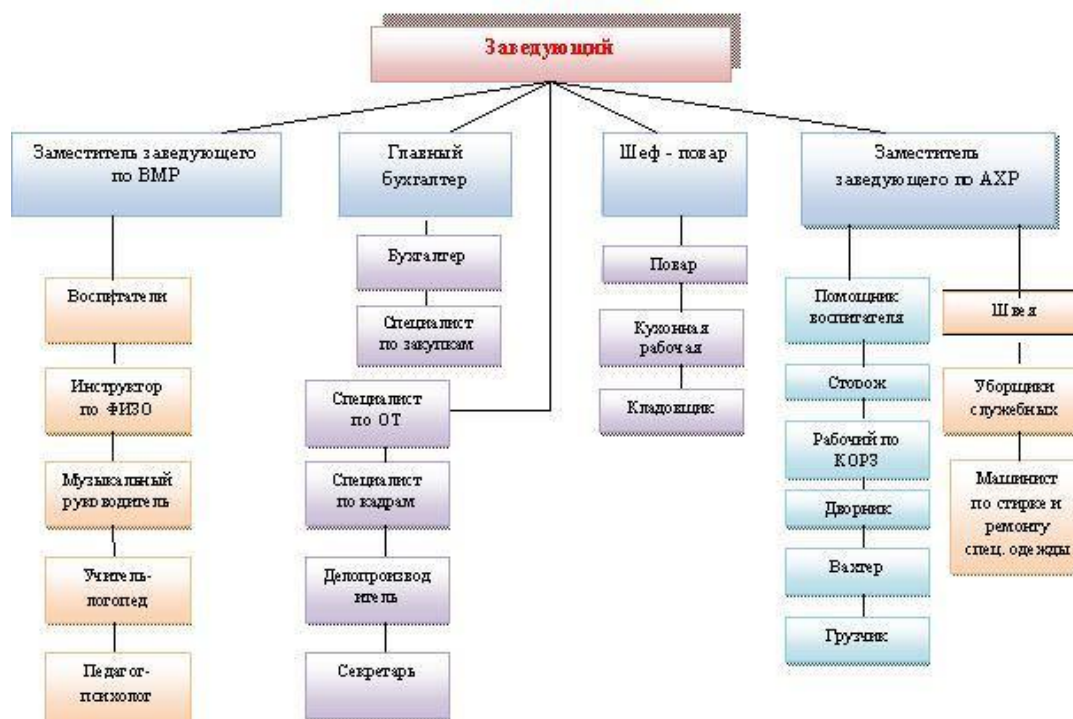 Заведующий
Заместитель заведующего
по ВМР
Главный
бухгалтер
Шеф - повар
Заместитель
заведующего по АХР
Воспитатели
Инструктор
по ФИЗО
Музыкальный
руководитель
Учитель-
логопед
Педагог-
психолог
Бухгалтер
Специалист
по закупкам
Специалист
по ОТ
Специалист
по кадрам
Делопроизвод
итель
Секретарь
Повар
Кухонная
рабочая
Кладовщик
Помощник
воспитателя
Сторож
Рабочий по
КОРЗ
Дворник
Вахтер
Грузчик
Швея
Уборщики
служебных
Машинист
по стирке и
ремонту
спец. одежды